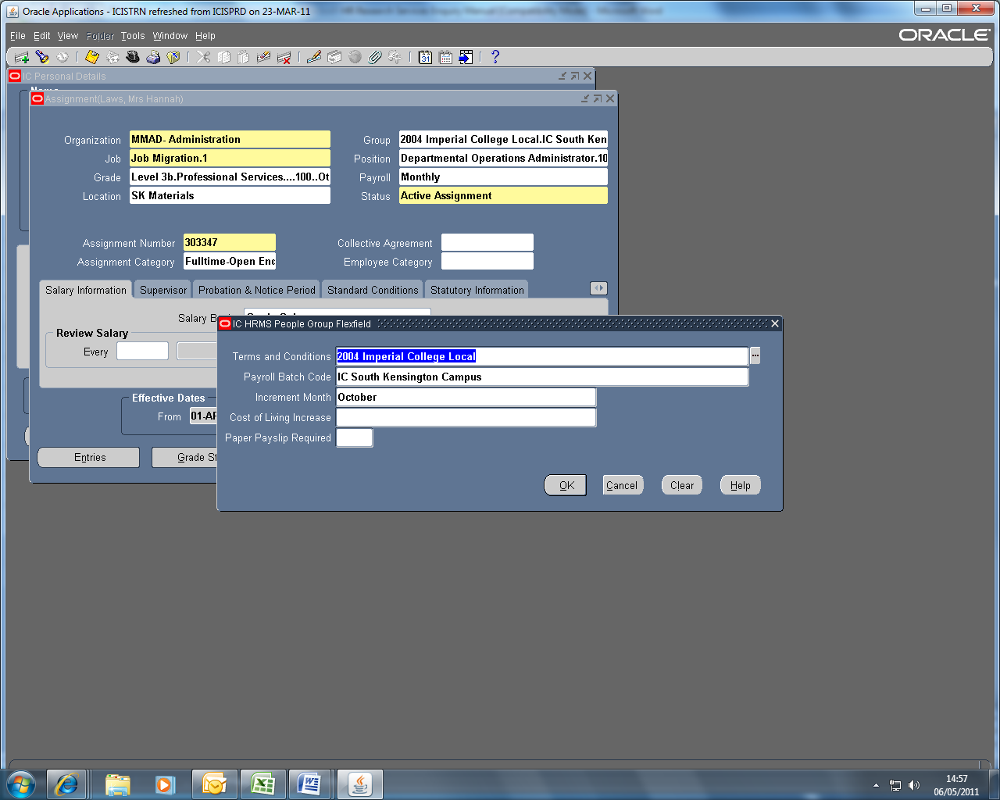 Oracle Applications - ICISTRN refreshed from ICISPRD on 23-MAR-11
File Edit View Folder Tools Window Help
ORACLE
IC Personal Details
Name
Assignment(Laws, Mrs Hannah)
Organization MMAD- Administration Group 2004 Imperial College Local.IC South Ken
Job Job Migration.1 Position Departmental Operations Administrator.10
Grade Level 3b.Professional Services....100..Ot Payroll Monthly
Location SK Materials Status Active Assignment
Assignment Number 303347 Collective Agreement
Assignment Category Fulltime-Open End Employee Category
Salary Information Supervisor Probation & Notice Period Standard Conditions Statutory Information
Salary
Review Salary
Every
Effective Dates
From 01-AP
Entries Grade St
IC HRMS People Group Flexfield
Terms and Conditions 2004 Imperial College Local ...
Payroll Batch Code IC South Kensington Campus
Increment Month October
Cost of Living Increase
Paper Payslip Required
OK Cancel Clear Help
14:57
06/05/2011